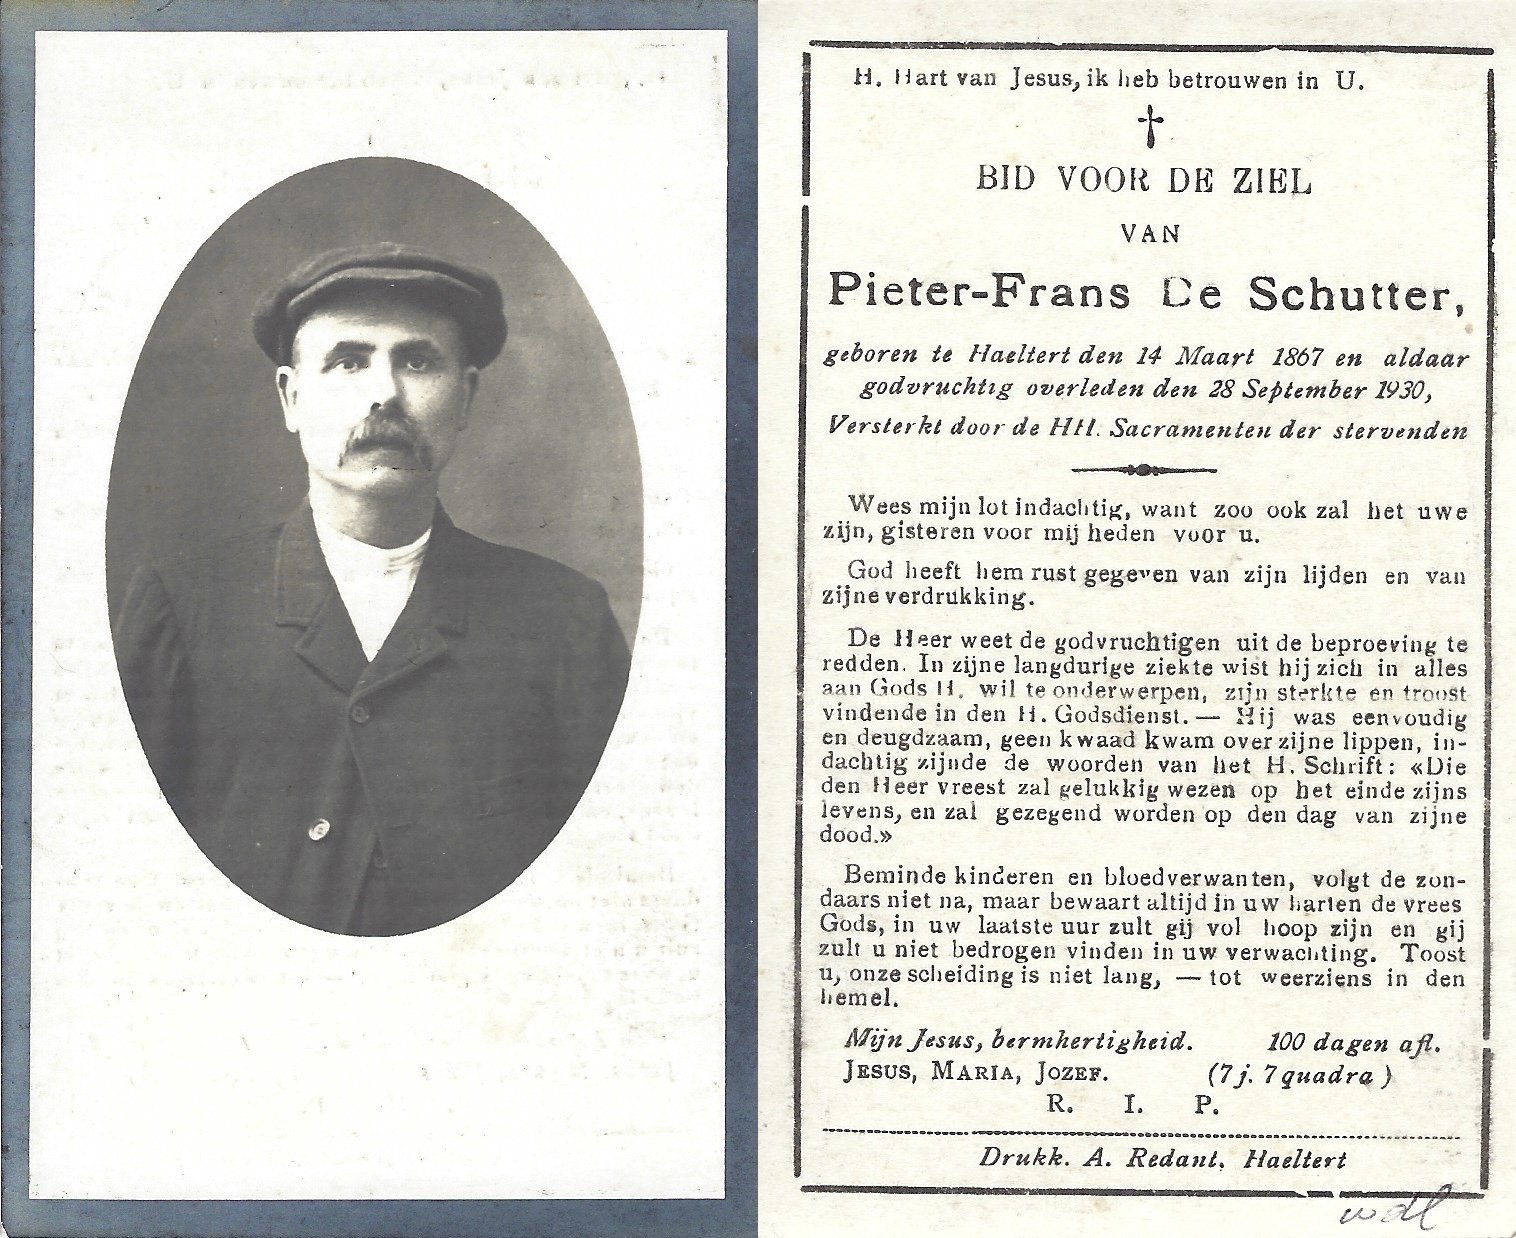 H. Hart van Jesus, ik heb betrouwen in U.
BID VOOR DE ZIEL
VAN
Pieter-Frans De Schutter,
geboren te Haeltert den 14 Maart 1867 en aldaar
godvruchtig overleden den 28 September 1930,
Versterkt door de HH. Sacramenten der stervenden
Wees mijn lot indachtig, want zoo ook zal het uwe
zijn, gisteren voor mij heden voor u.
God heeft hem rust gegeven van zijn lijden en van
zijne verdrukking.
De Heer weet de godvruchtigen uit de beproeving te
redden. In zijne langdurige ziekte wist hij zich in alles
aan Gods H. wil te onderwerpen, zijn sterkte en troost
vindende in den H. Godsdienst. — Hij was eenvoudig
en deugdzaam, geen kwaad kwam over zijne lippen, in-
dachtig zijnde de woorden van het H. Schrift: «Die
den Heer vreest zal gelukkig wezen op het einde zijns
levens, en zal gezegend worden op den dag van zijne
dood.»
Beminde kinderen en bloedverwanten, volgt de zon-
daars niet na, maar bewaart altijd in uw harten de vrees
Gods, in uw laatste uur zult gij vol hoop zijn en gij
zult u niet bedrogen vinden in uw verwachting. Toost
u, onze scheiding is niet lang, — tot weerziens in den
hemel.
Mijn Jesus, bermhertigheid. 100 dagen afl.
JESUS, MARIA, JOZEF. (7 j. 7 quadra)
R. I. P.
Drukk. A. Redant, Haeltert
wdl